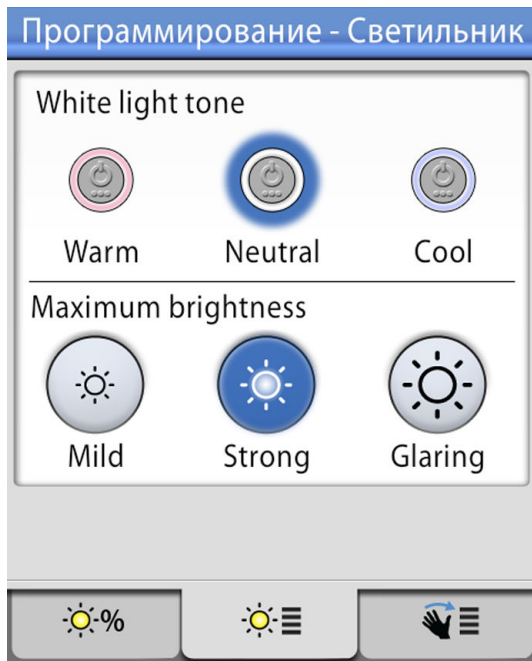 Программирование - Светильник
White light tone
Warm Neutral Cool
Maximum brightness
Mild Strong Glaring
%